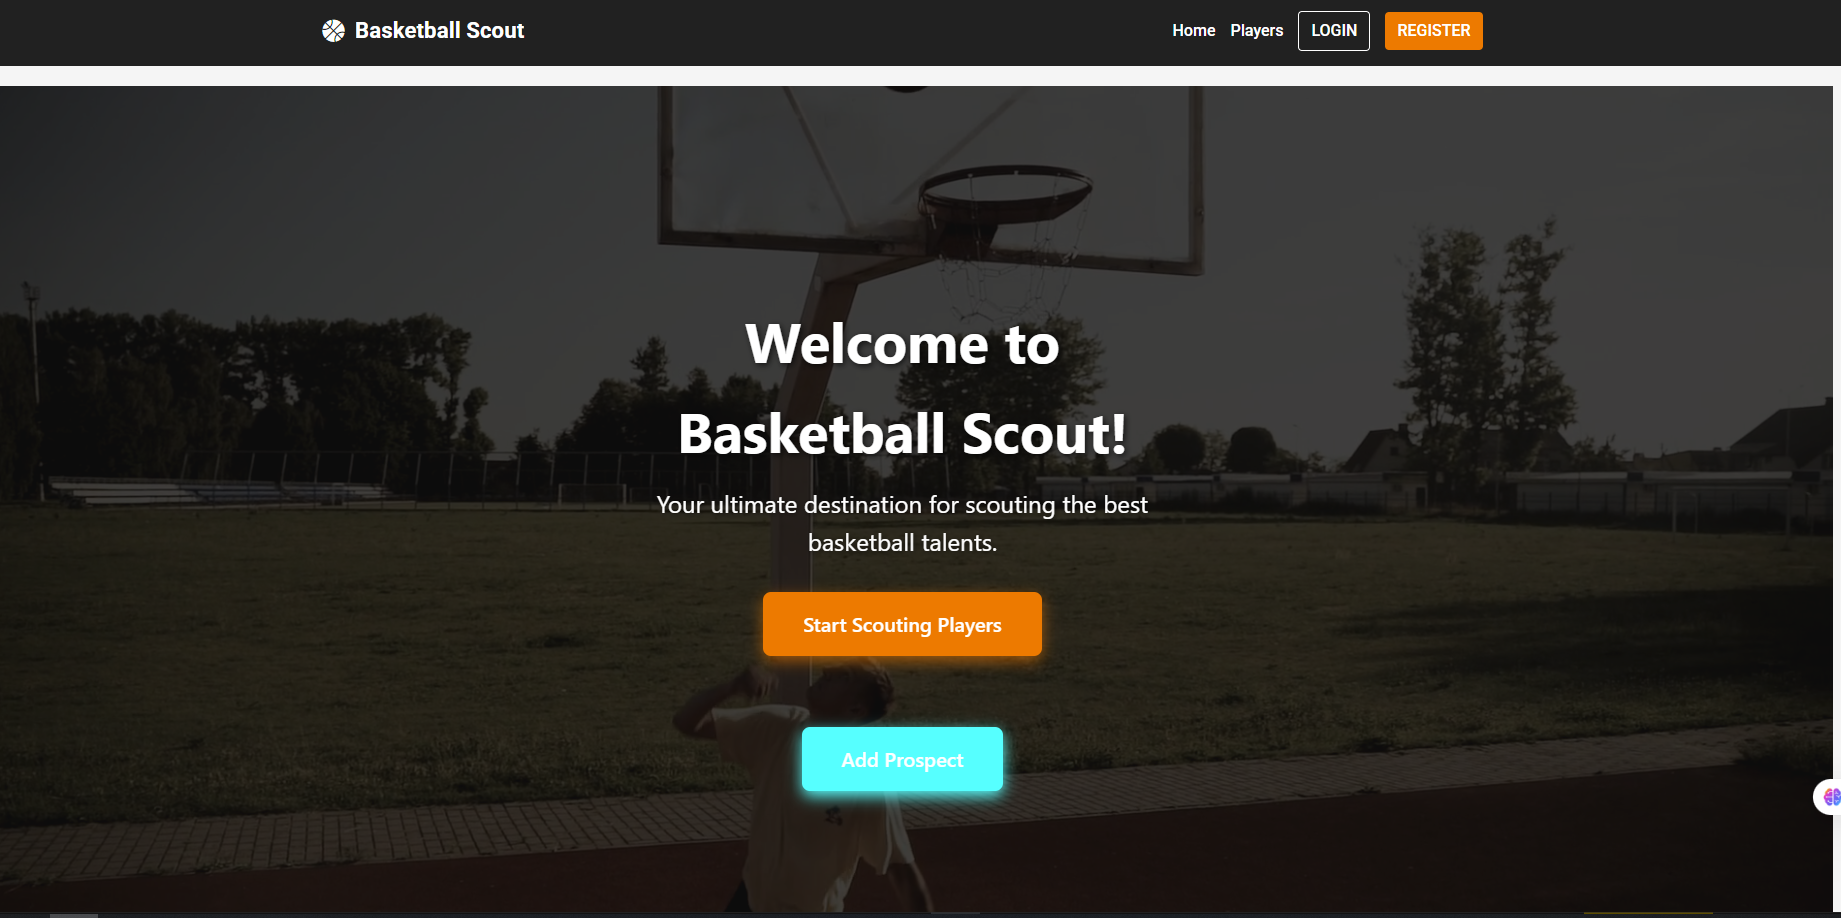 Basketball Scout
Home
Players
LOGIN
REGISTER
Welcome to
Basketball Scout!
Your ultimate destination for scouting the best
basketball talents.
Start Scouting Players
Add Prospect